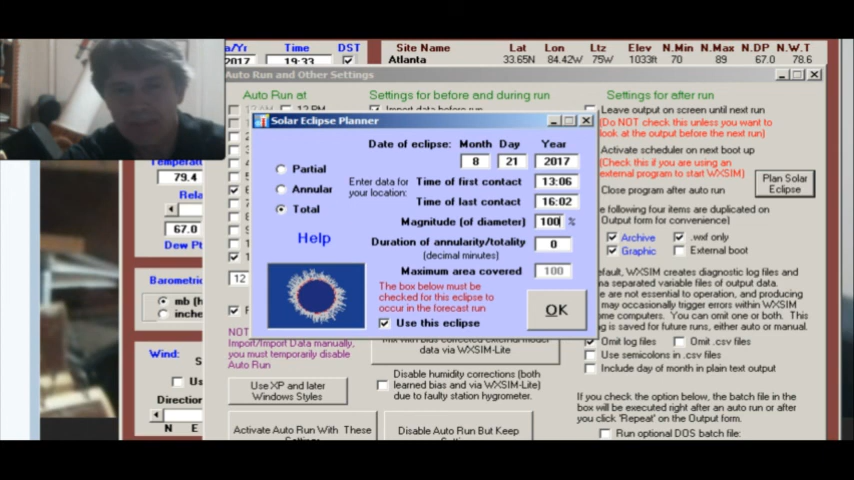 a/Yr Time DST Site Name Lat Lon Ltz Elev N.Min N.Max N.DP N.W.T
2017 19:33 Atlanta 33.65N 84.42W 75W 1033ft 70 89 67.0 78.6
Auto Run and Other Settings
Auto Run at Settings for before and during run Settings for after run
12 PM Import data before run Leave output on screen until next run
Solar Eclipse Planner
(Do NOT check this unless you want to
look at the output before the next run)
Date of eclipse: Month Day Year
8 21 2017
Partial
Annular
Total
Enter data for
your location:
Time of first contact 13:06
Time of last contact 16:02
Magnitude (of diameter) 100 %
Help
Duration of annularity/totality 0
(decimal minutes)
Maximum area covered 100
The box below must be
checked for this eclipse to
occur in the forecast run
Use this eclipse
OK
Activate scheduler on next boot up
(Check this if you are using an
external program to start WXSIM)
Close program after auto run
Plan Solar
Eclipse
e following four items are duplicated on
Output form for convenience)
Archive .wxf only
Graphic External boot
efault, WXSIM creates diagnostic log files and
ma separated variable files of output data.
e are not essential to operation, and producing
may occasionally trigger errors within WXSIM
ome computers. You can omit one or both. This
ng is saved for future runs, either auto or manual.
Omit log files Omit .csv files
Use semicolons in .csv files
Include day of month in plain text output
If you check the option below, the batch file in the
box will be executed right after an auto run or after
you click 'Repeat' on the Output form.
Run optional DOS batch file:
Temperatu
79.4
Rela
67.0
Dew Pt
Barometric
mb (h
inche
Wind:
S
Us
Direction
N E
12
F
NOT
Import/Import Data manually,
you must temporarily disable
Auto Run
Use XP and later
Windows Styles
Activate Auto Run With These
data via WXSIM-Lite
Disable humidity corrections (both
learned bias and via WXSIM-Lite)
due to faulty station hygrometer.
Disable Auto Run But Keep